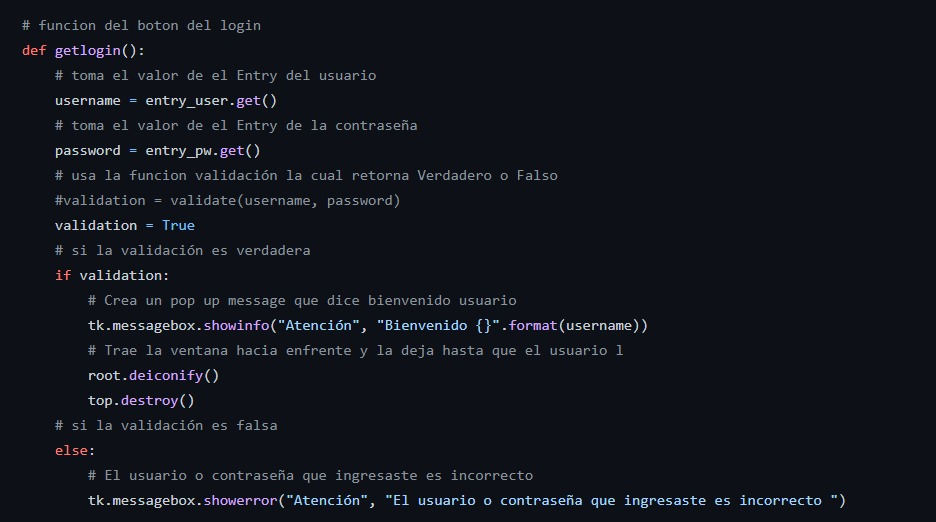 # funcion del boton del login
def getlogin():
    # toma el valor de el Entry del usuario
    username = entry_user.get()
    # toma el valor de el Entry de la contraseña
    password = entry_pw.get()
    # usa la funcion validación la cual retorna Verdadero o Falso
    #validation = validate(username, password)
    validation = True
    # si la validación es verdadera
    if validation:
        # Crea un pop up message que dice bienvenido usuario
        tk.messagebox.showinfo("Atención", "Bienvenido {}".format(username))
        # Trae la ventana hacia enfrente y la deja hasta que el usuario l
        root.deiconify()
        top.destroy()
    # si la validación es falsa
    else:
        # El usuario o contraseña que ingresaste es incorrecto
        tk.messagebox.showerror("Atención", "El usuario o contraseña que ingresaste es incorrecto ")